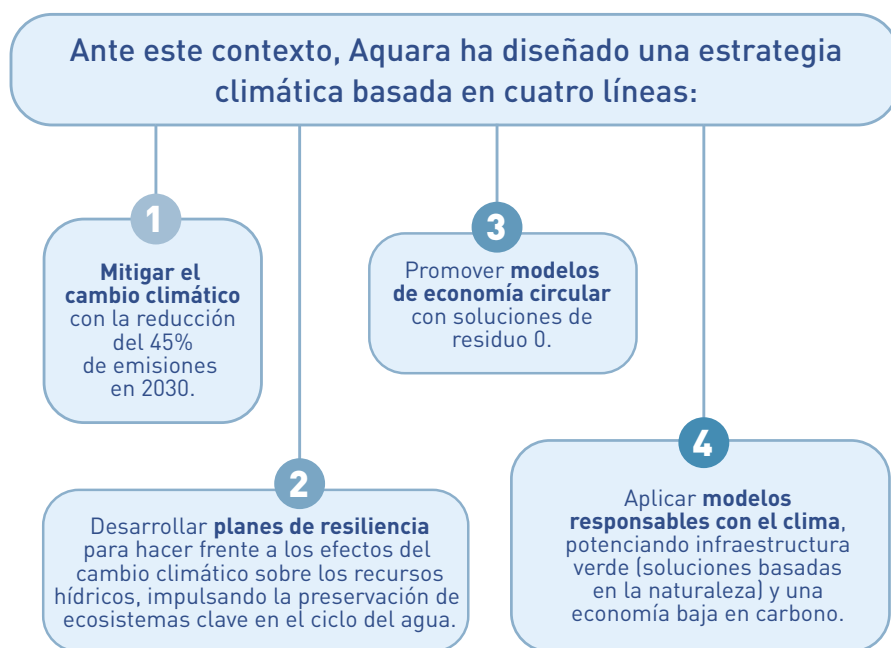 Ante este contexto, Aquara ha diseñado una estrategia
climática basada en cuatro líneas:
1
Mitigar el
cambio climático
con la reducción
del 45%
de emisiones
en 2030.
2
Desarrollar planes de resiliencia
para hacer frente a los efectos del
cambio climático sobre los recursos
hídricos, impulsando la preservación de
ecosistemas clave en el ciclo del agua.
3
Promover modelos
de economía circular
con soluciones de
residuo 0.
4
Aplicar modelos
responsables con el clima,
potenciando infraestructura
verde (soluciones basadas
en la naturaleza) y una
economía baja en carbono.